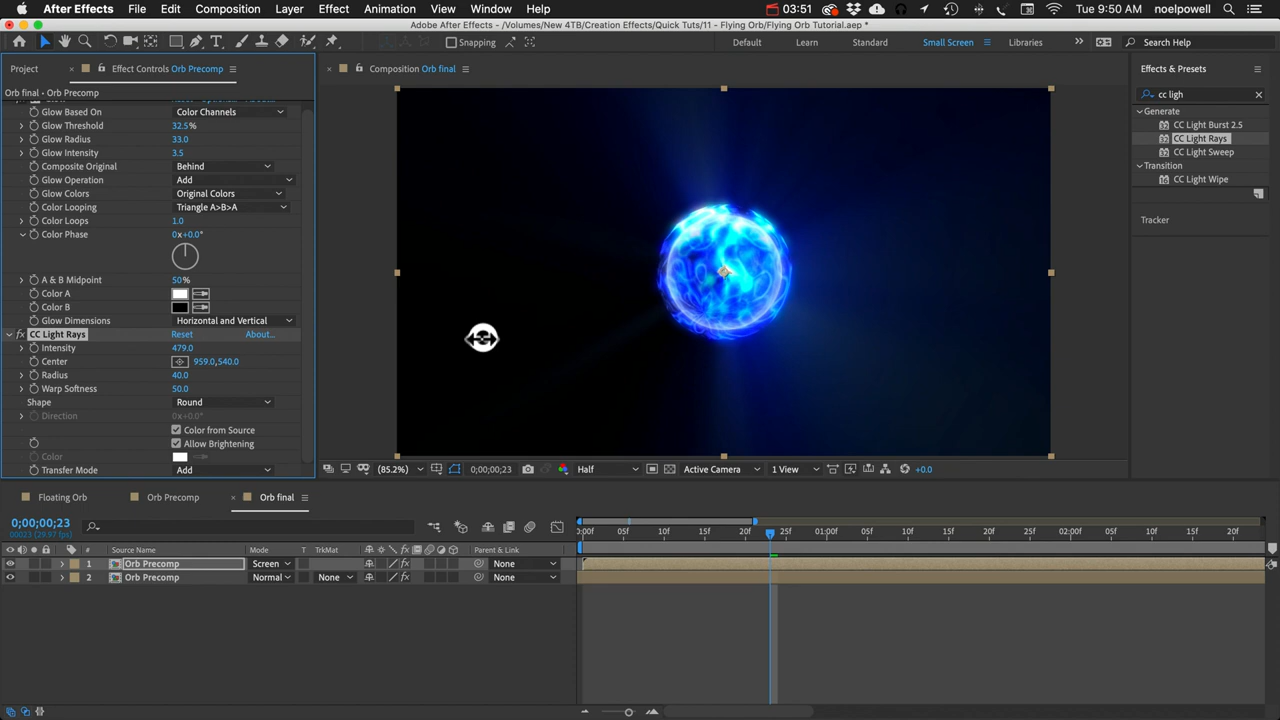 After Effects File Edit Composition Layer Effect Animation View Window Help 03:51 Tue 9:50 AM noelpowell
Adobe After Effects - /Volumes/New 4TB/Creation Effects/Quick Tuts/11 - Flying Orb/Flying Orb Tutorial.aep *
Snapping Default Learn Standard Small Screen Libraries Search Help
Project Effect Controls Orb Precomp Composition Orb final Effects & Presets
Orb final • Orb Precomp
cc ligh
Glow Based On Color Channels
Generate
Glow Threshold 32.5%
CC Light Burst 2.5
Glow Radius 33.0
CC Light Rays
Glow Intensity 3.5
CC Light Sweep
Composite Original Behind
Transition
Glow Operation Add
CC Light Wipe
Glow Colors Original Colors
Color Looping Triangle A>B>A
Color Loops 1.0
Tracker
Color Phase 0x+0.0°
A & B Midpoint 50%
Color A
Color B
Glow Dimensions Horizontal and Vertical
fx CC Light Rays Reset About...
Intensity 479.0
Center 959.0,540.0
Radius 40.0
Warp Softness 50.0
Shape Round
Direction 0x+0.0°
Color from Source
Allow Brightening
Color
Transfer Mode Add
(85.2%) 0;00;00;23 Half Active Camera 1 View +0.0
Floating Orb Orb Precomp Orb final
0;00;00;23
00023 (29.97 fps)
0:00f 05f 10f 15f 20f 25f 01:00f 05f 10f 15f 20f 25f 02:00f 05f 10f 15f 20f
# Source Name Mode T TrkMat fx Parent & Link
1 Orb Precomp Screen fx None
2 Orb Precomp Normal None fx None